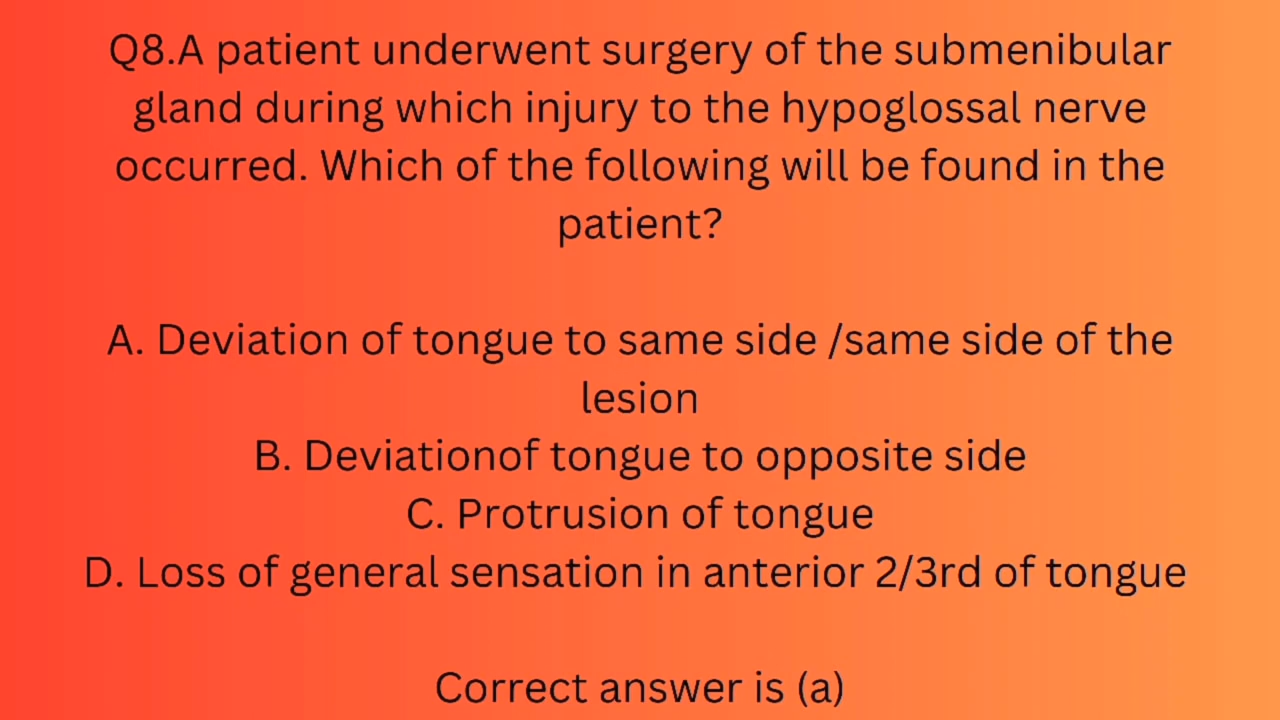 Q8.A patient underwent surgery of the submenibular
gland during which injury to the hypoglossal nerve
occurred. Which of the following will be found in the
patient?
A. Deviation of tongue to same side /same side of the
lesion
B. Deviationof tongue to opposite side
C. Protrusion of tongue
D. Loss of general sensation in anterior 2/3rd of tongue
Correct answer is (a)